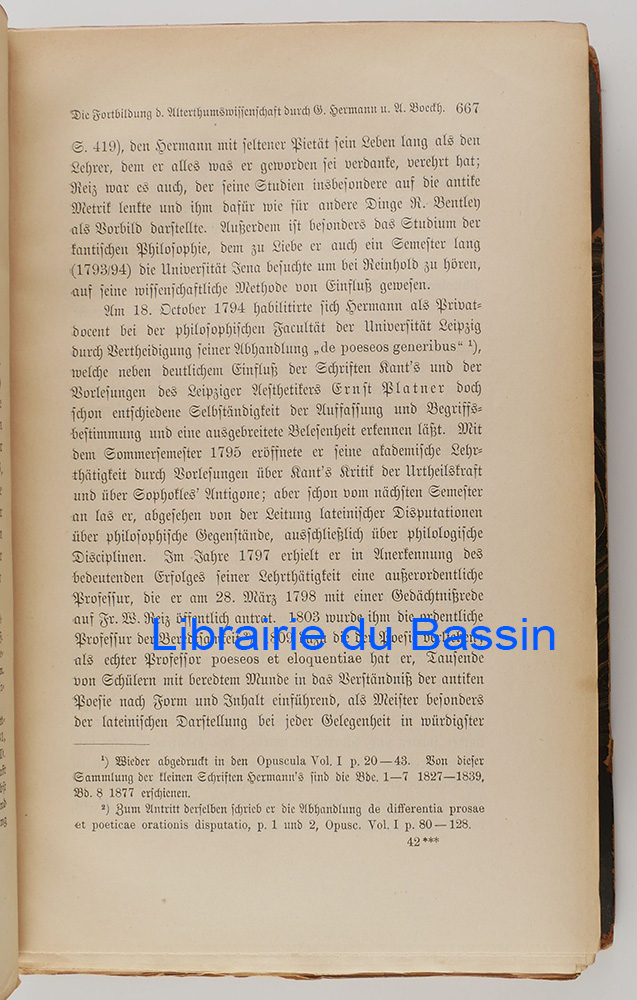 Die Fortbildung d. Alterthumswissenschaft durch G. Hermann u. A. Boeckh. 667
S. 419), den Hermann mit seltener Pietät sein Leben lang als den
Lehrer, dem er alles was er geworden sei verdanke, verehrt hat;
Reiz war es auch, der seine Studien insbesondere auf die antike
Metrik lenkte und ihm dafür wie für andere Dinge R. Bentley
als Vorbild darstellte. Außerdem ist besonders das Studium der
kantischen Philosophie, dem zu Liebe er auch ein Semester lang
(1793/94) die Universität Jena besuchte um bei Reinhold zu hören,
auf seine wissenschaftliche Methode von Einfluß gewesen.
Am 18. October 1794 habilitirte sich Hermann als Privat-
docent bei der philosophischen Facultät der Universität Leipzig
durch Vertheidigung seiner Abhandlung „de poeseos generibus“ ¹),
welche neben deutlichem Einfluß der Schriften Kant's und der
Vorlesungen des Leipziger Aesthetikers Ernst Platner doch
schon entschiedene Selbständigkeit der Auffassung und Begriffs-
bestimmung und eine ausgebreitete Belesenheit erkennen läßt. Mit
dem Sommersemester 1795 eröffnete er seine akademische Lehr-
thätigkeit durch Vorlesungen über Kant's Kritik der Urtheilskraft
und über Sophokles' Antigone; aber schon vom nächsten Semester
an las er, abgesehen von der Leitung lateinischer Disputationen
über philosophische Gegenstände, ausschließlich über philologische
Disciplinen. Im Jahre 1797 erhielt er in Anerkennung des
bedeutenden Erfolges seiner Lehrthätigkeit eine außerordentliche
Professur, die er am 28. März 1798 mit einer Gedächtnißrede
auf Fr. W. Reiz öffentlich antrat. 1803 wurde ihm die ordentliche
Professur der Beredtsamkeit ²), 1809 dazu die der Poesie verliehen;
Librairie du Bassin
als echter Professor poeseos et eloquentiae hat er, Tausende
von Schülern mit beredtem Munde in das Verständniß der antiken
Poesie nach Form und Inhalt einführend, als Meister besonders
der lateinischen Darstellung bei jeder Gelegenheit in würdigster
¹) Wieder abgedruckt in den Opuscula Vol. I p. 20—43. Von dieser
Sammlung der kleinen Schriften Hermann's sind die Bde. 1—7 1827—1839,
Bd. 8 1877 erschienen.
²) Zum Antritt derselben schrieb er die Abhandlung de differentia prosae
et poeticae orationis disputatio, p. 1 und 2, Opusc. Vol. I p. 80—128.
42***